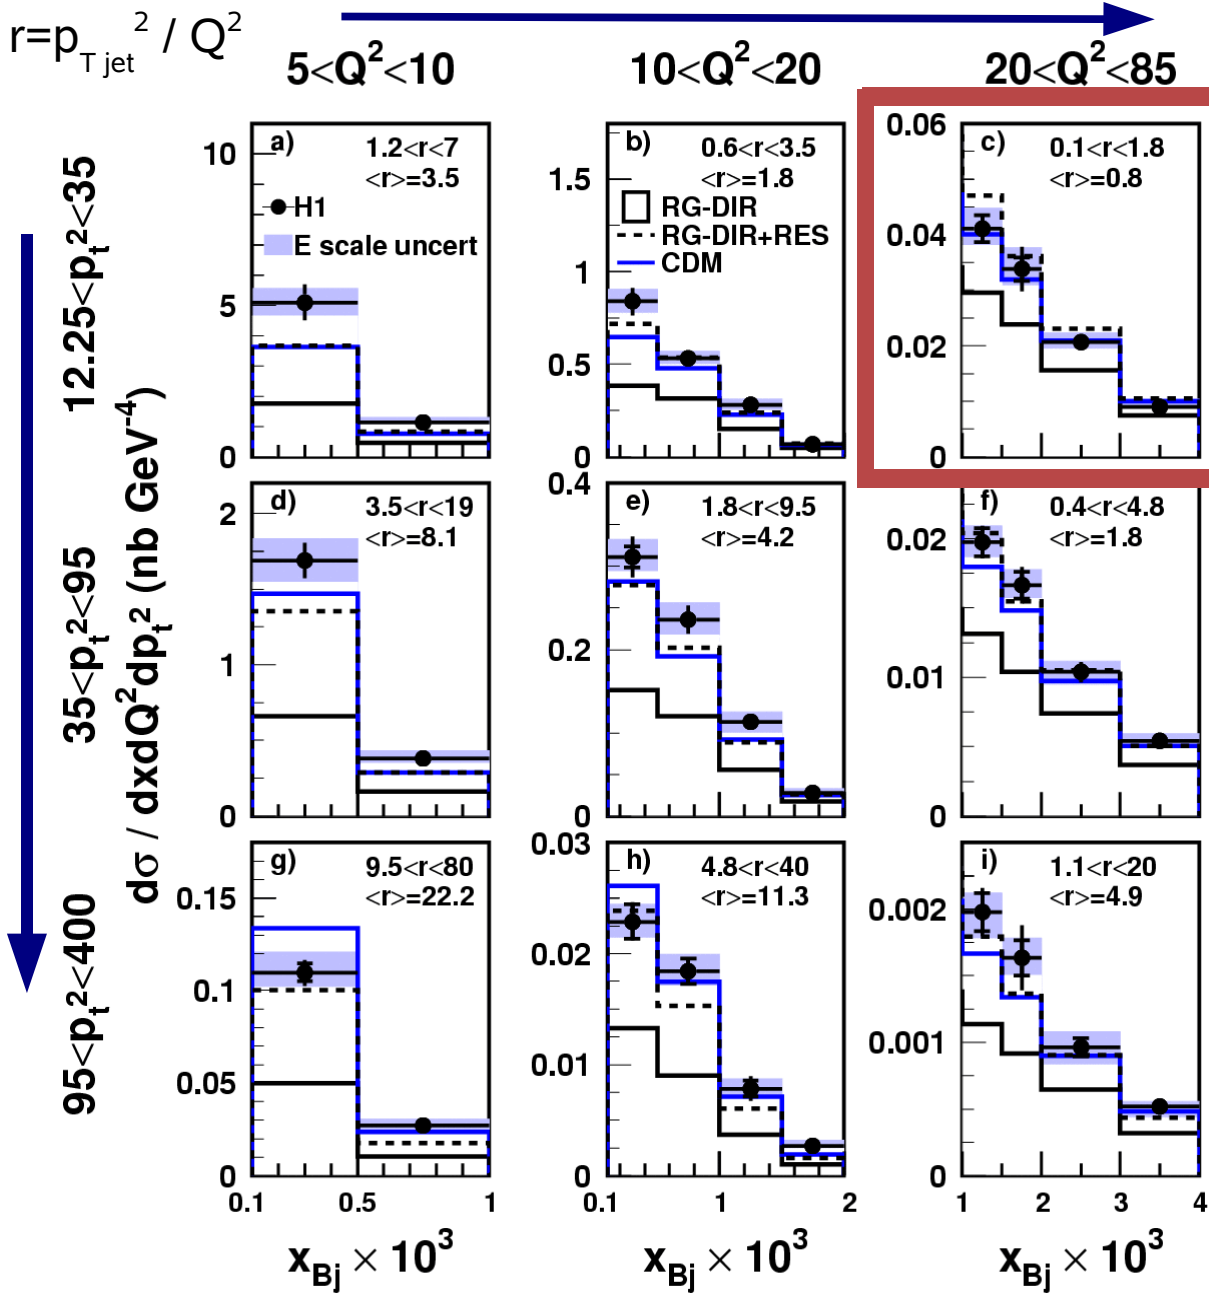 r=p_{T jet}^2 / Q^2
5<Q^2<10
10<Q^2<20
20<Q^2<85
12.25<p_t^2<35
35<p_t^2<95
95<p_t^2<400
dσ / dxdQ^2dp_t^2 (nb GeV^-4)
a)
1.2<r<7
<r>=3.5
H1
E scale uncert
10
5
0
b)
0.6<r<3.5
<r>=1.8
RG-DIR
RG-DIR+RES
CDM
1.5
1
0.5
0
c)
0.1<r<1.8
<r>=0.8
0.06
0.04
0.02
0
d)
3.5<r<19
<r>=8.1
2
1
0
e)
1.8<r<9.5
<r>=4.2
0.4
0.2
0
f)
0.4<r<4.8
<r>=1.8
0.02
0.01
0
g)
9.5<r<80
<r>=22.2
0.15
0.1
0.05
0
h)
4.8<r<40
<r>=11.3
0.03
0.02
0.01
0
i)
1.1<r<20
<r>=4.9
0.002
0.001
0
0.1 0.5 1
0.1 1 2
1 2 3 4
x_Bj × 10^3
x_Bj × 10^3
x_Bj × 10^3